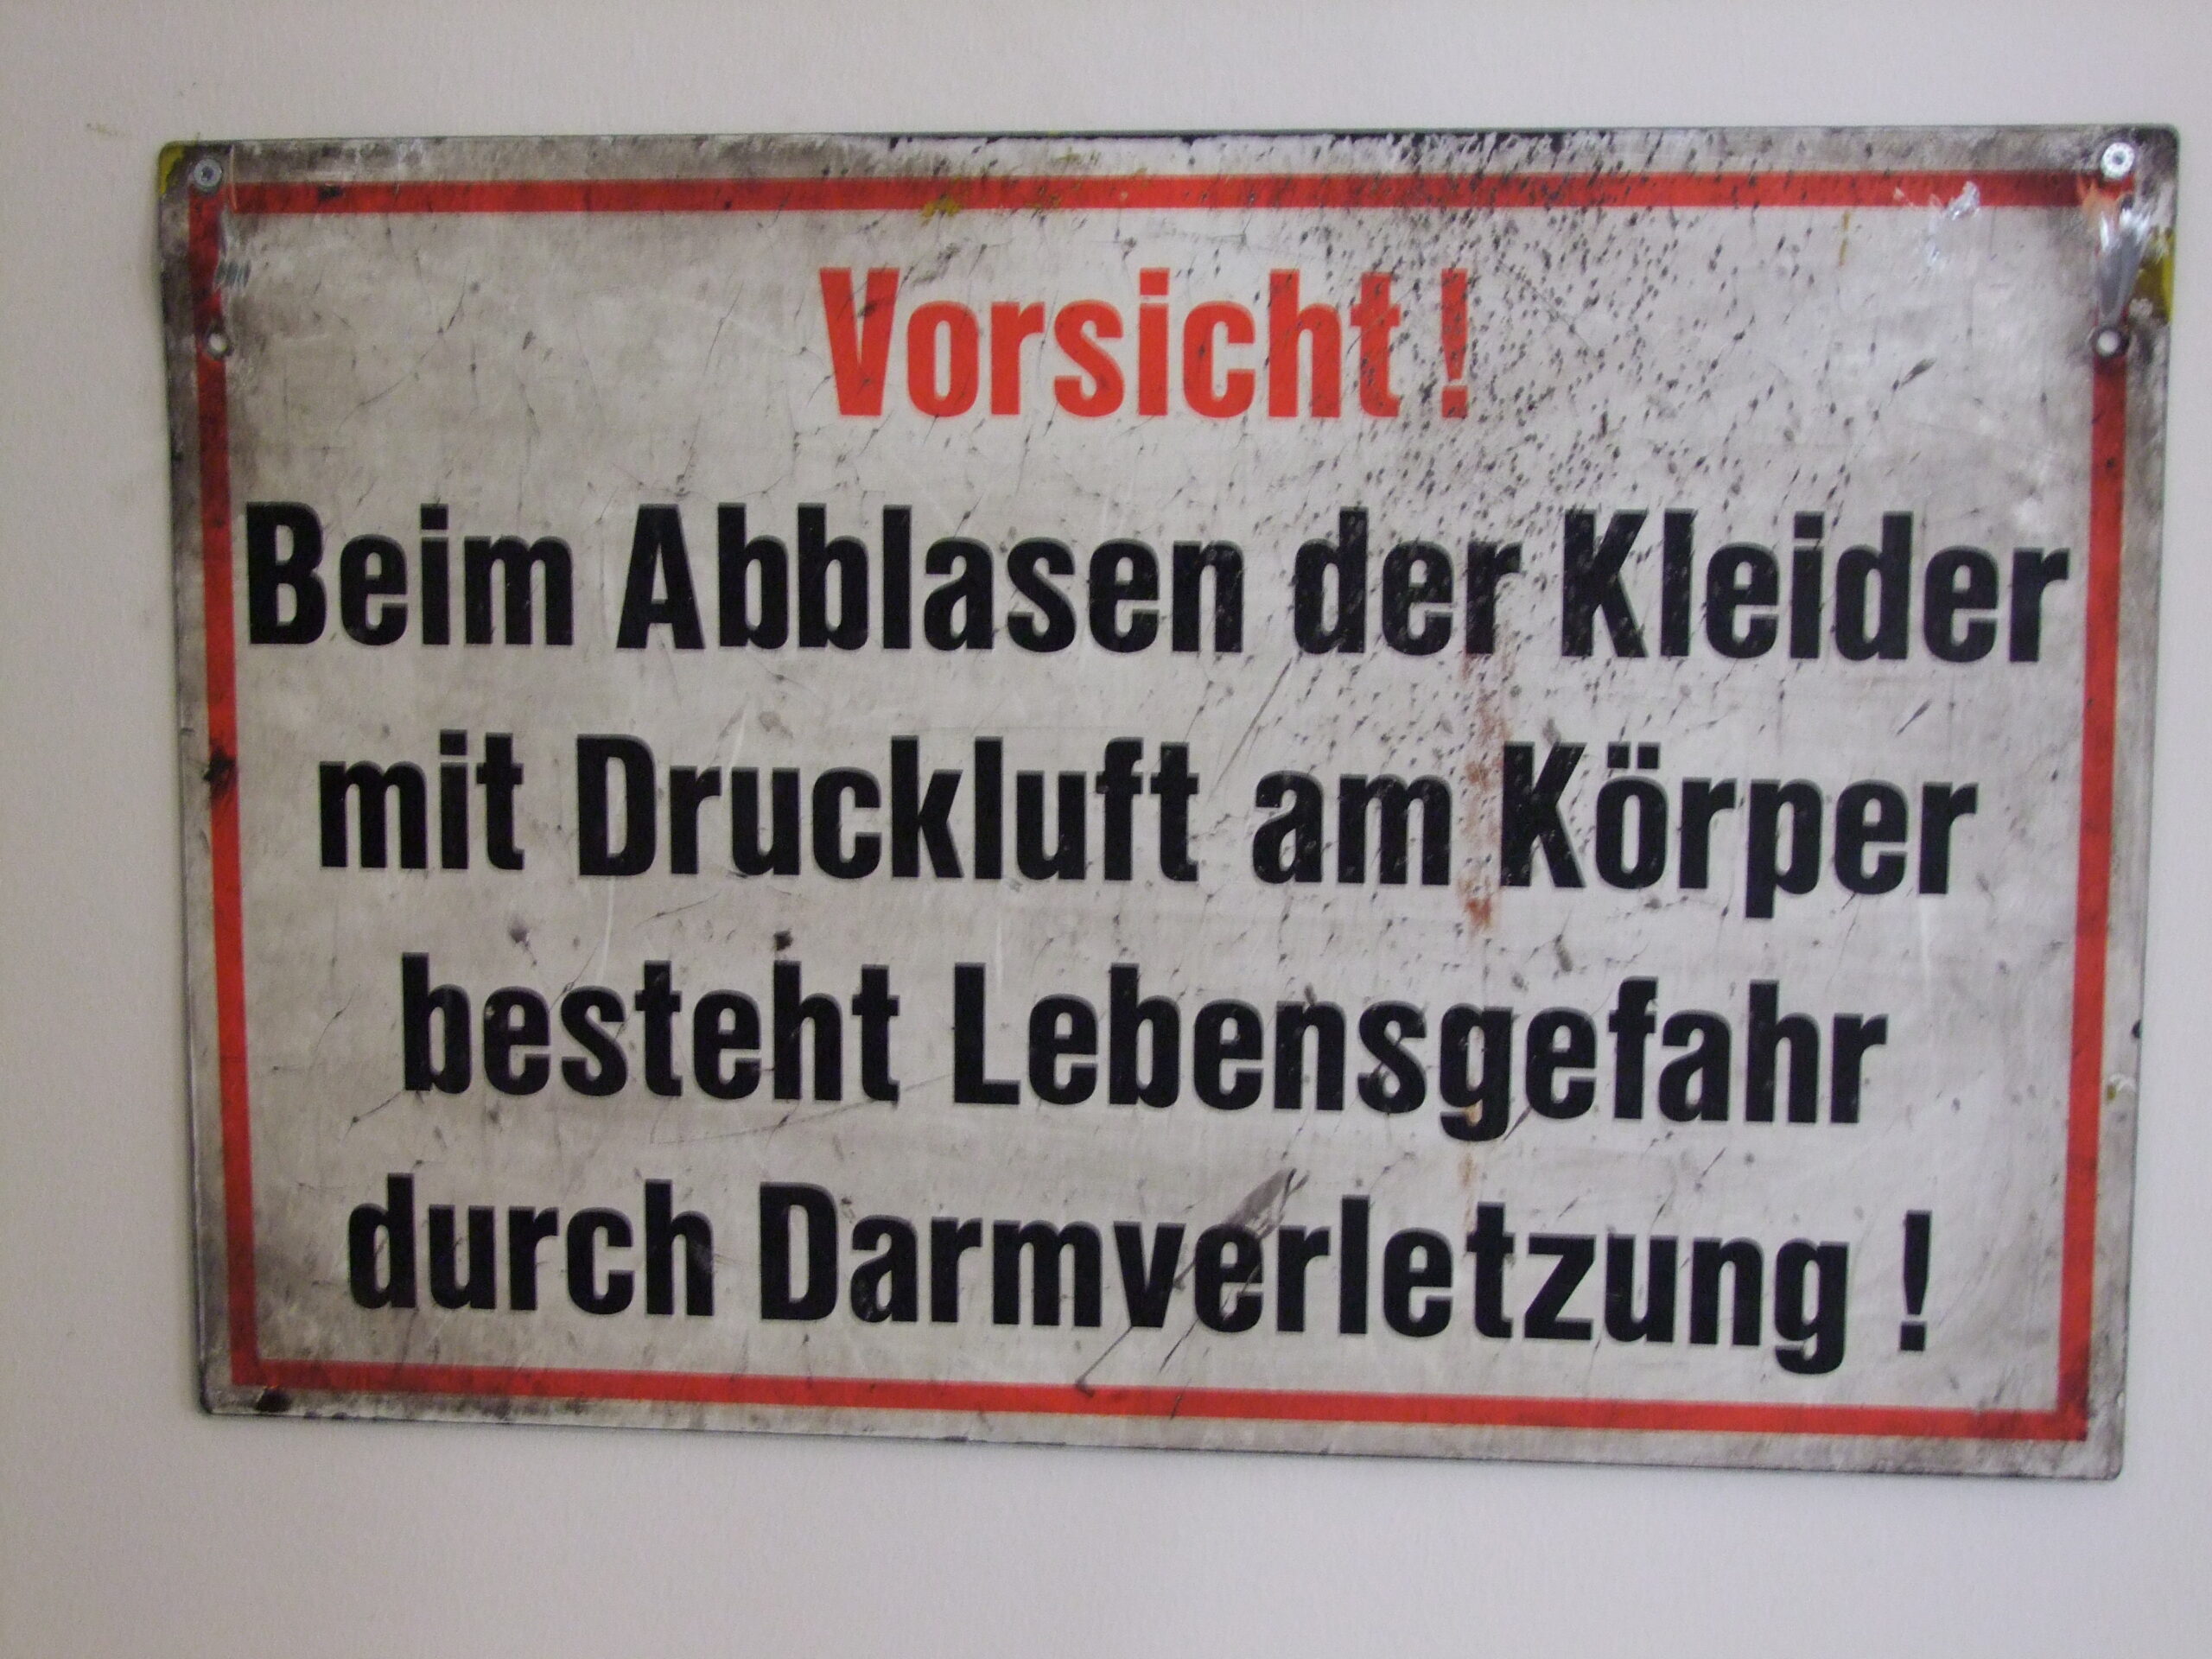 Vorsicht!
Beim Abblasen der Kleider
mit Druckluft am Körper
besteht Lebensgefahr
durch Darmverletzung!